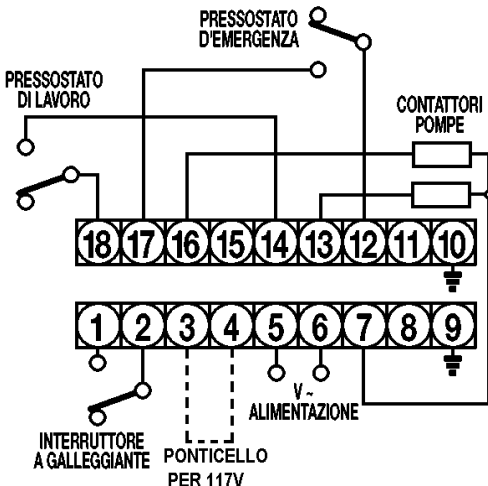 PRESSOSTATO
D'EMERGENZA
PRESSOSTATO
DI LAVORO
CONTATTORI
POMPE
18 17 16 15 14 13 12 11 10
1 2 3 4 5 6 7 8 9
V ~
ALIMENTAZIONE
INTERRUTTORE
A GALLEGGIANTE
PONTICELLO
PER 117V